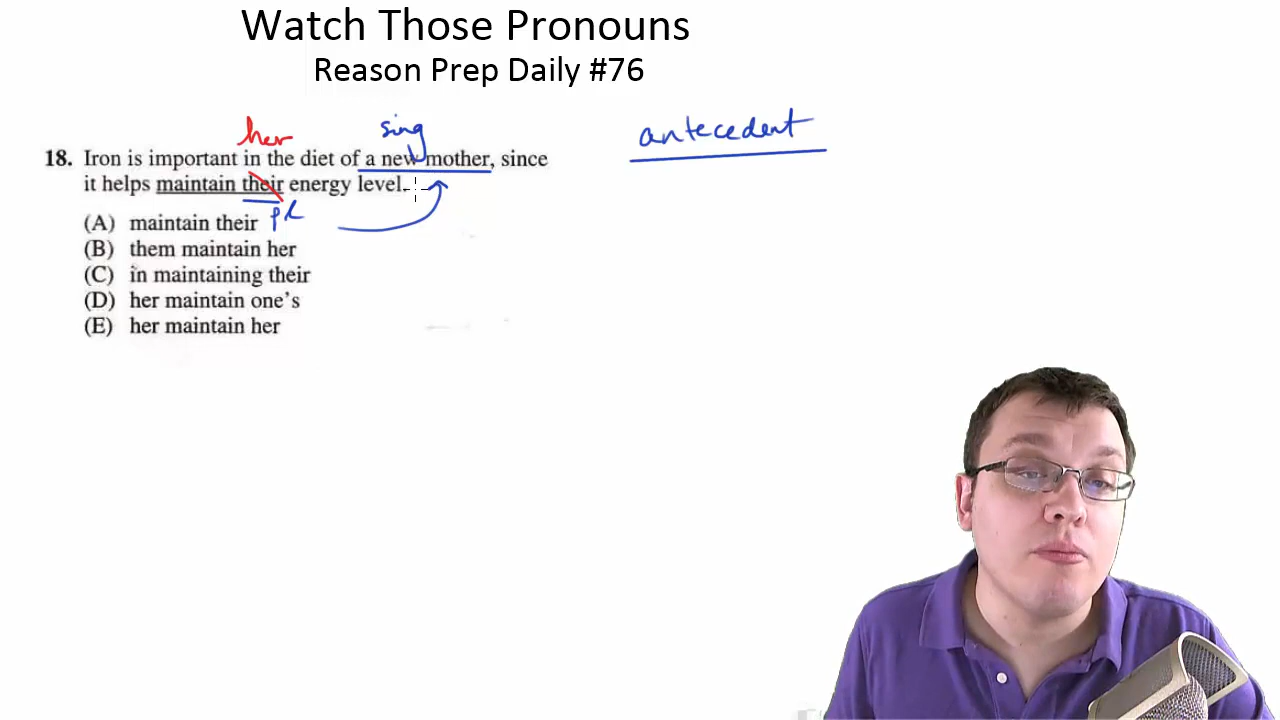 Watch Those Pronouns
Reason Prep Daily #76
her
sing
antecedent
18. Iron is important in the diet of a new mother, since
it helps maintain their energy level.
pl
(A) maintain their
(B) them maintain her
(C) in maintaining their
(D) her maintain one's
(E) her maintain her